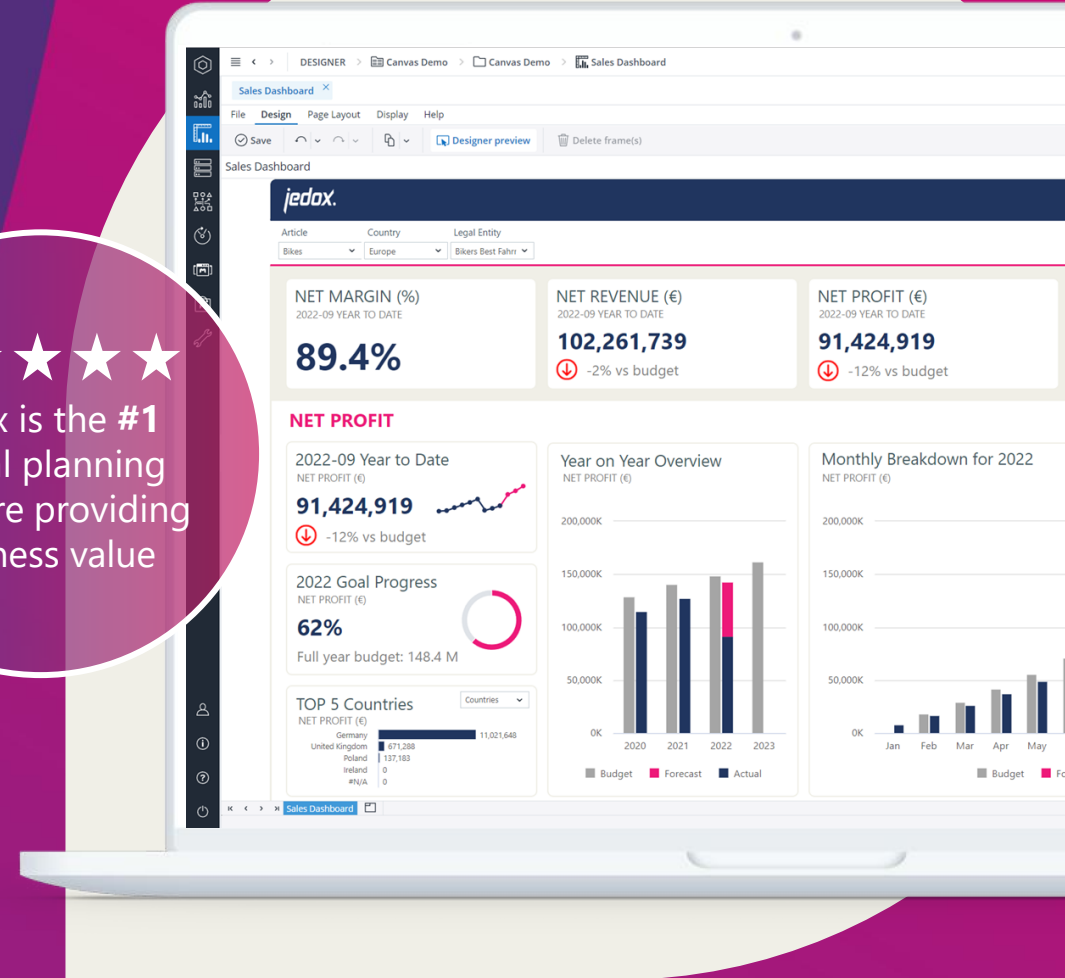 DESIGNER > Canvas Demo > Canvas Demo > Sales Dashboard
Sales Dashboard ×
File Design Page Layout Display Help
Save Designer preview Delete frame(s)
Sales Dashboard
jedox.
Article Country Legal Entity
Bikes Europe Bikers Best Fahrr
NET MARGIN (%)
2022-09 YEAR TO DATE
89.4%
NET REVENUE (€)
2022-09 YEAR TO DATE
102,261,739
-2% vs budget
NET PROFIT (€)
2022-09 YEAR TO DATE
91,424,919
-12% vs budget
x is the #1
l planning
re providing
ness value
NET PROFIT
2022-09 Year to Date
NET PROFIT (€)
91,424,919
-12% vs budget
2022 Goal Progress
NET PROFIT (€)
62%
Full year budget: 148.4 M
TOP 5 Countries
Countries
NET PROFIT (€)
Germany 11,021,648
United Kingdom 671,288
Poland 137,183
Ireland 0
#N/A 0
Year on Year Overview
NET PROFIT (€)
200,000K
150,000K
100,000K
50,000K
0K
2020 2021 2022 2023
Budget Forecast Actual
Monthly Breakdown for 2022
NET PROFIT (€)
200,000K
150,000K
100,000K
50,000K
0K
Jan Feb Mar Apr May
Budget Fo
Sales Dashboard